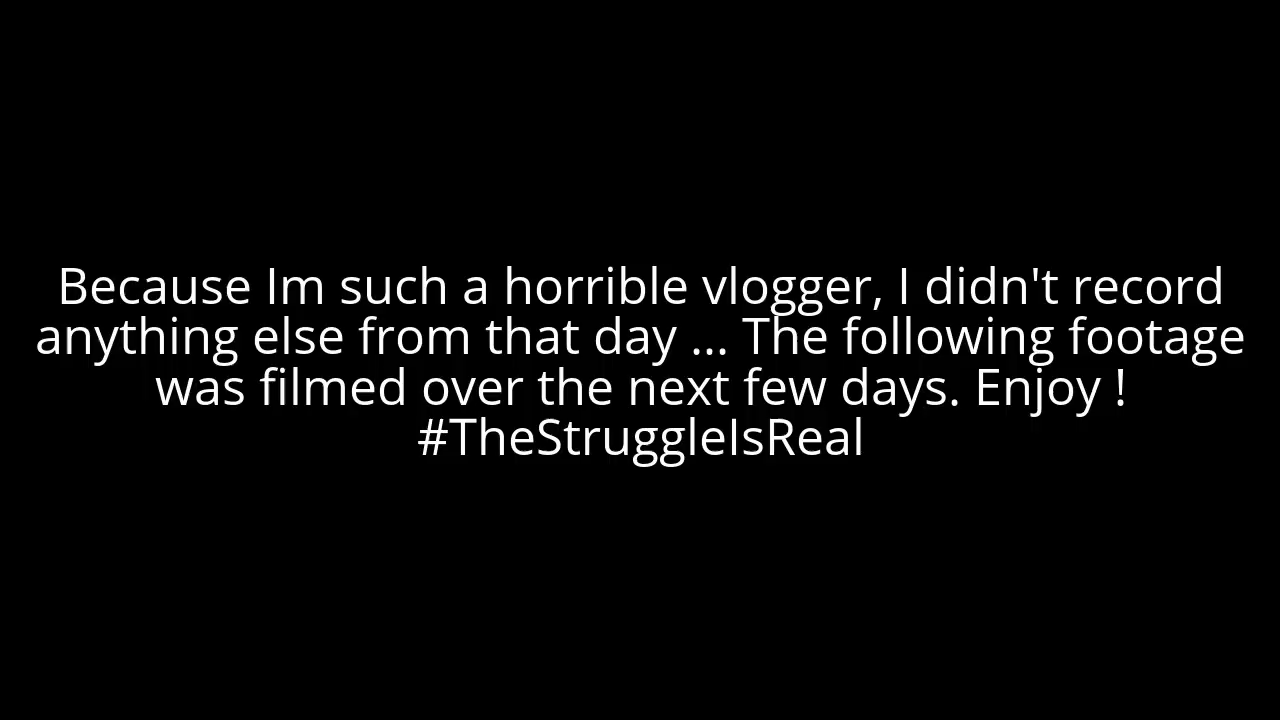 Because Im such a horrible vlogger, I didn't record
anything else from that day ... The following footage
was filmed over the next few days. Enjoy !
#TheStruggleIsReal